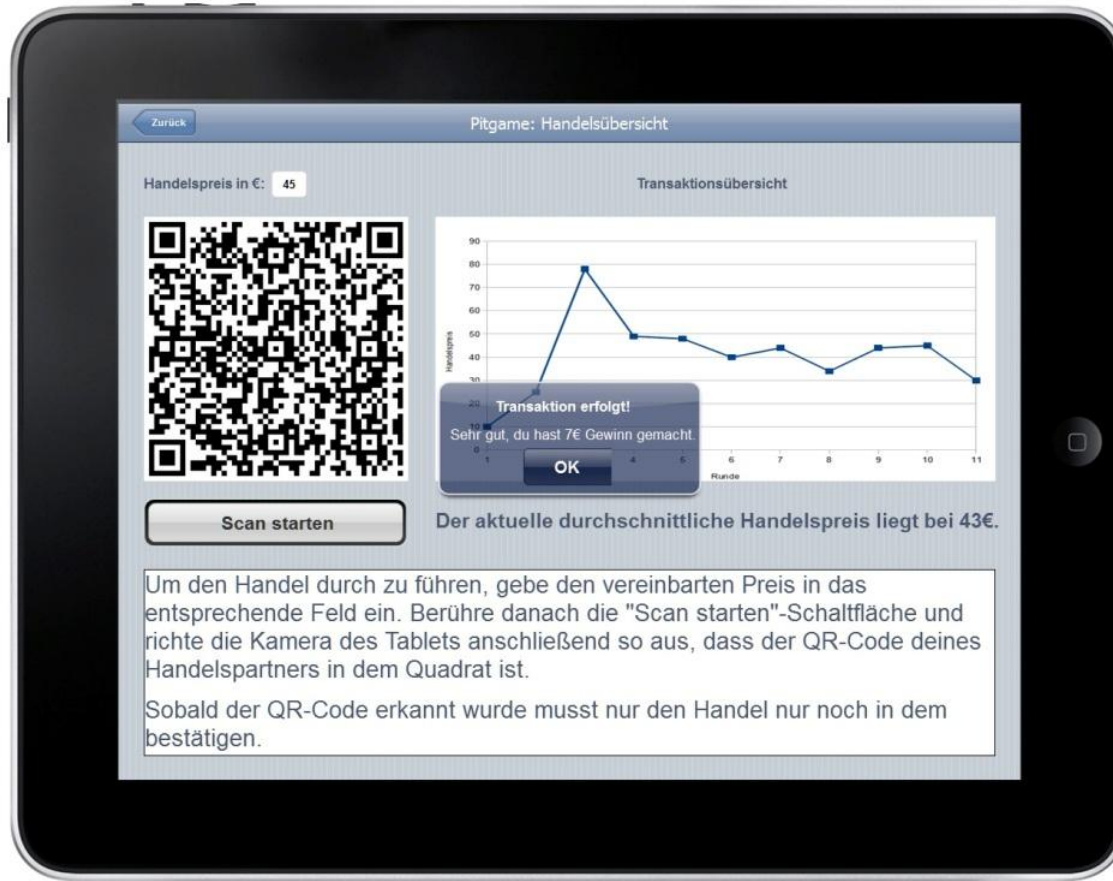 Zurück
Pitgame: Handelsübersicht
Handelspreis in €: 45
Transaktionsübersicht
90
80
70
60
50
40
30
20
10
0
Handelspreis
1
4
5
6
7
8
9
10
11
Runde
Transaktion erfolgt!
Sehr gut, du hast 7€ Gewinn gemacht.
OK
Scan starten
Der aktuelle durchschnittliche Handelspreis liegt bei 43€.
Um den Handel durch zu führen, gebe den vereinbarten Preis in das
entsprechende Feld ein. Berühre danach die "Scan starten"-Schaltfläche und
richte die Kamera des Tablets anschließend so aus, dass der QR-Code deines
Handelspartners in dem Quadrat ist.
Sobald der QR-Code erkannt wurde musst nur den Handel nur noch in dem
bestätigen.